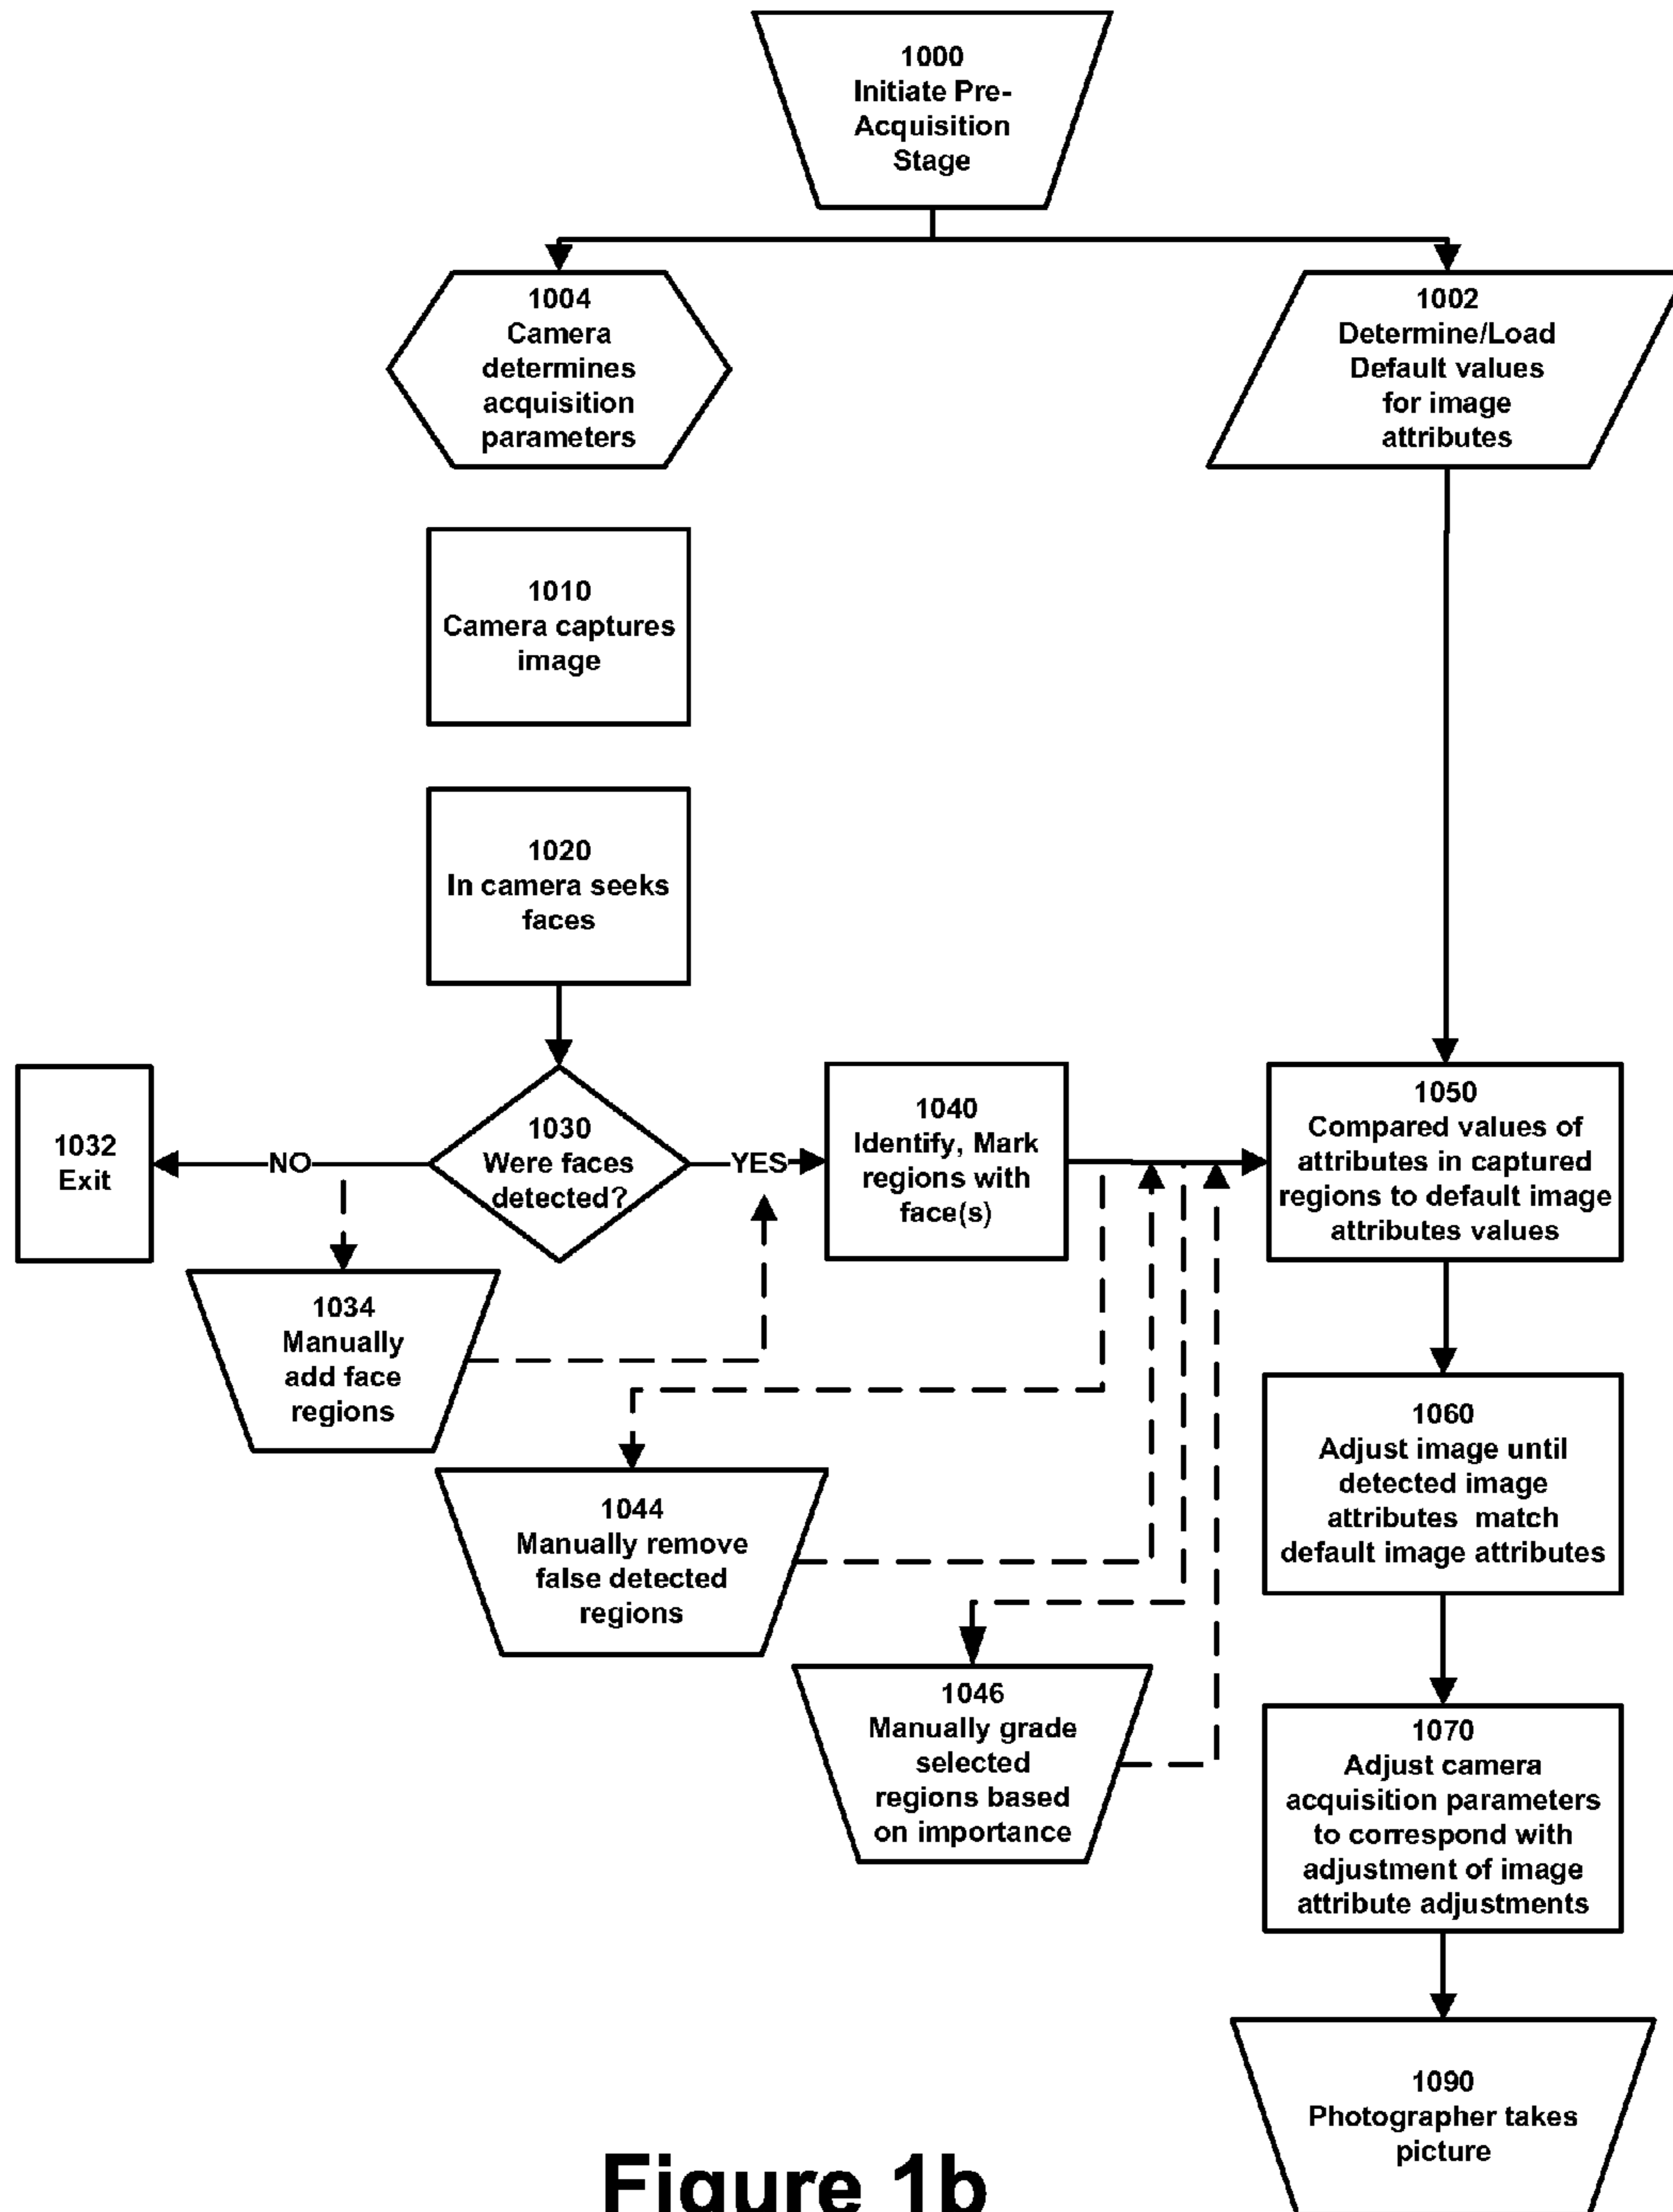 1000
Initiate Pre-
Acquisition
Stage
1004
Camera
determines
acquisition
parameters
1002
Determine/Load
Default values
for image
attributes
1010
Camera captures
image
1020
In camera seeks
faces
1032
Exit
NO
1030
Were faces
detected?
YES
1040
Identify, Mark
regions with
face(s)
1050
Compared values of
attributes in captured
regions to default image
attributes values
1034
Manually
add face
regions
1044
Manually remove
false detected
regions
1060
Adjust image until
detected image
attributes match
default image attributes
1046
Manually grade
selected
regions based
on importance
1070
Adjust camera
acquisition parameters
to correspond with
adjustment of image
attribute adjustments
1090
Photographer takes
picture
Figure 1b